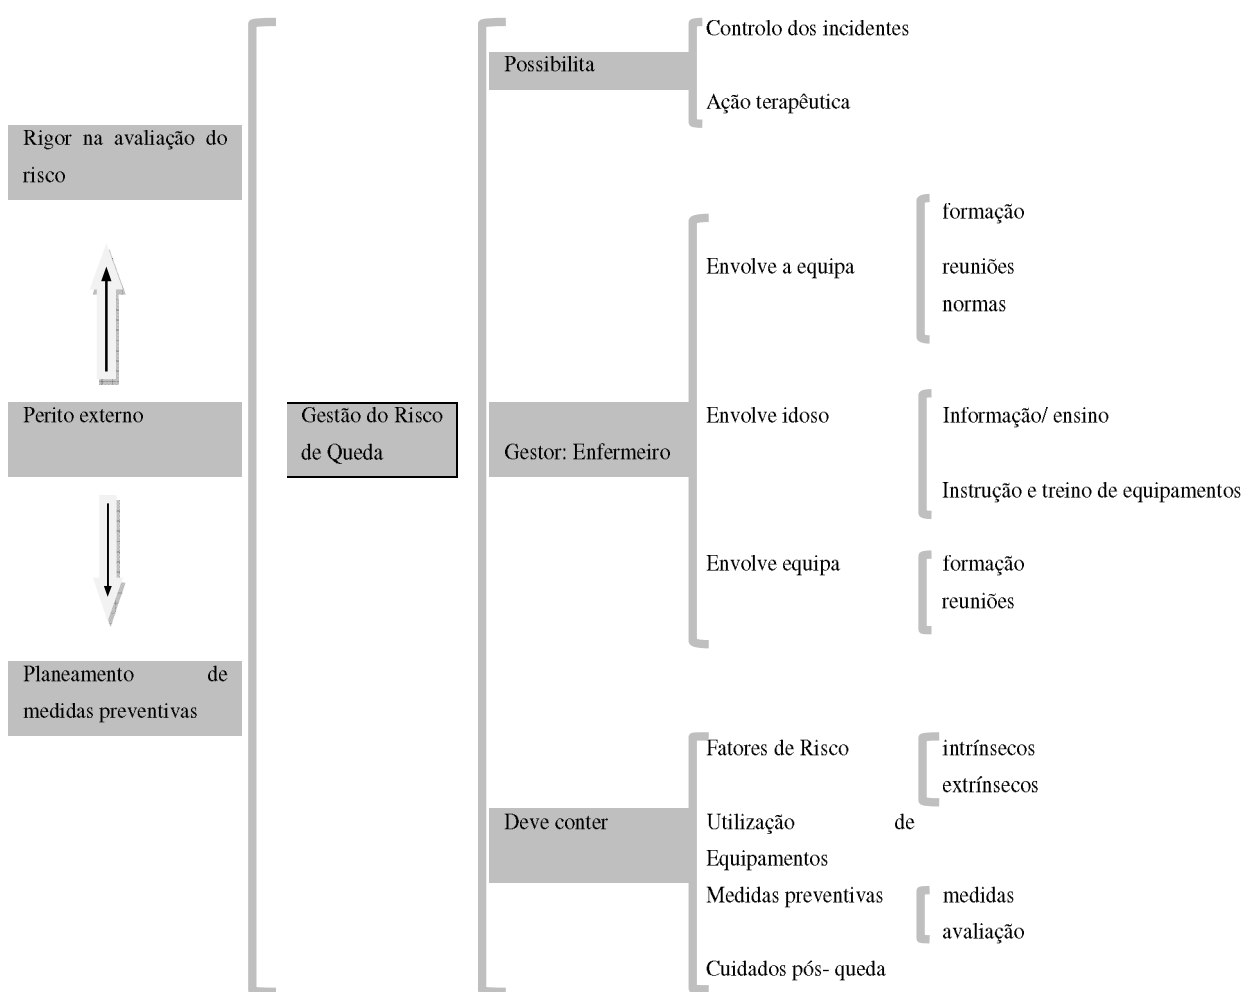 Rigor na avaliação do
risco
Perito externo
Planeamento de
medidas preventivas
Gestão do Risco
de Queda
Possibilita
Controlo dos incidentes
Ação terapêutica
Gestor: Enfermeiro
Envolve a equipa
formação
reuniões
normas
Envolve idoso
Informação/ ensino
Instrução e treino de equipamentos
Envolve equipa
formação
reuniões
Deve conter
Fatores de Risco
intrínsecos
extrínsecos
Utilização de
Equipamentos
Medidas preventivas
medidas
avaliação
Cuidados pós- queda